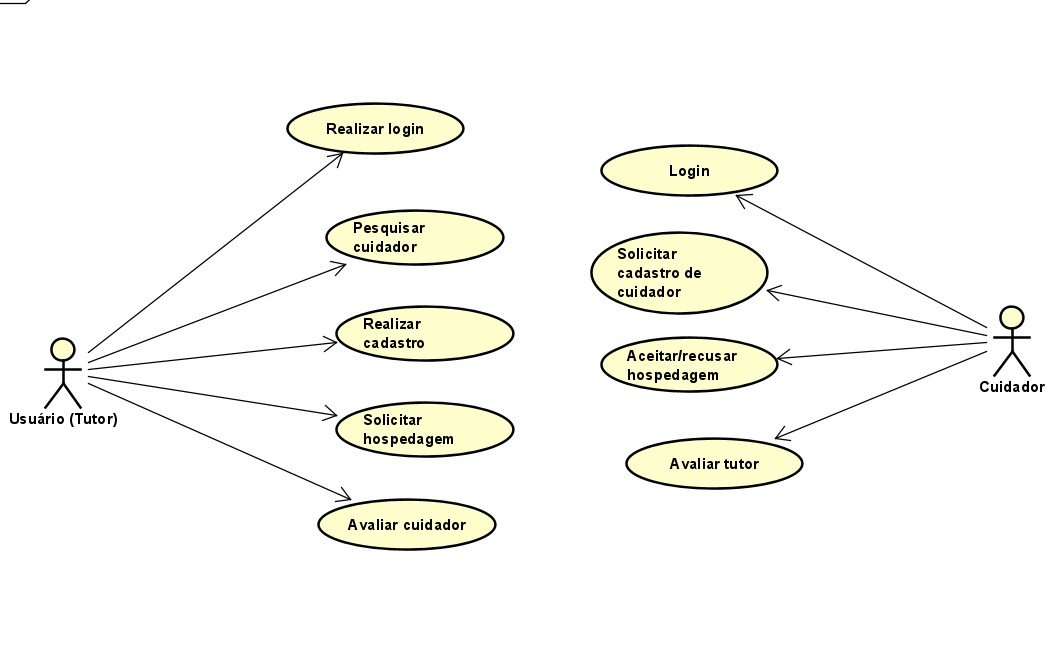 Realizar login
Pesquisar
cuidador
Realizar
cadastro
Solicitar
hospedagem
Avaliar cuidador
Usuário (Tutor)
Login
Solicitar
cadastro de
cuidador
Aceitar/recusar
hospedagem
Avaliar tutor
Cuidador